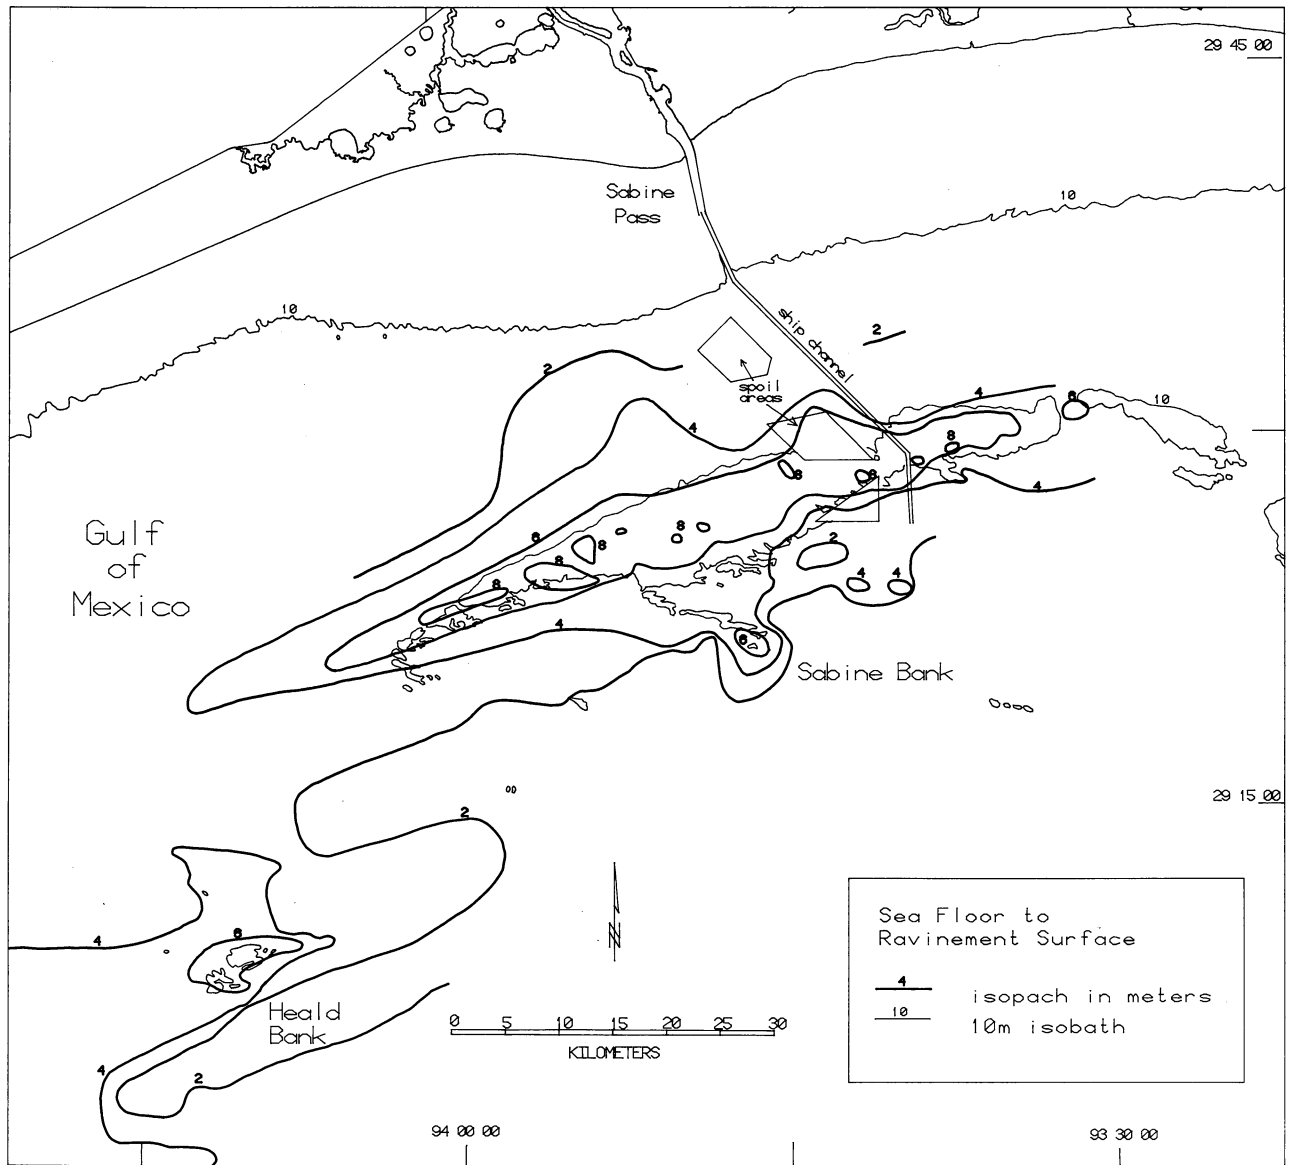 29 45 00
Sabine
Pass
10
10
ship channel
2
2
spoil
areas
4
6
10
4
8
8
8
4
Gulf
of
Mexico
6
8
8
2
8
4
4
8
4
6
Sabine Bank
29 15 00
2
4
6
Heald
Bank
4
2
Sea Floor to
Ravinement Surface
4
isopach in meters
10
10m isobath
0 5 10 15 20 25 30
KILOMETERS
N
94 00 00
93 30 00